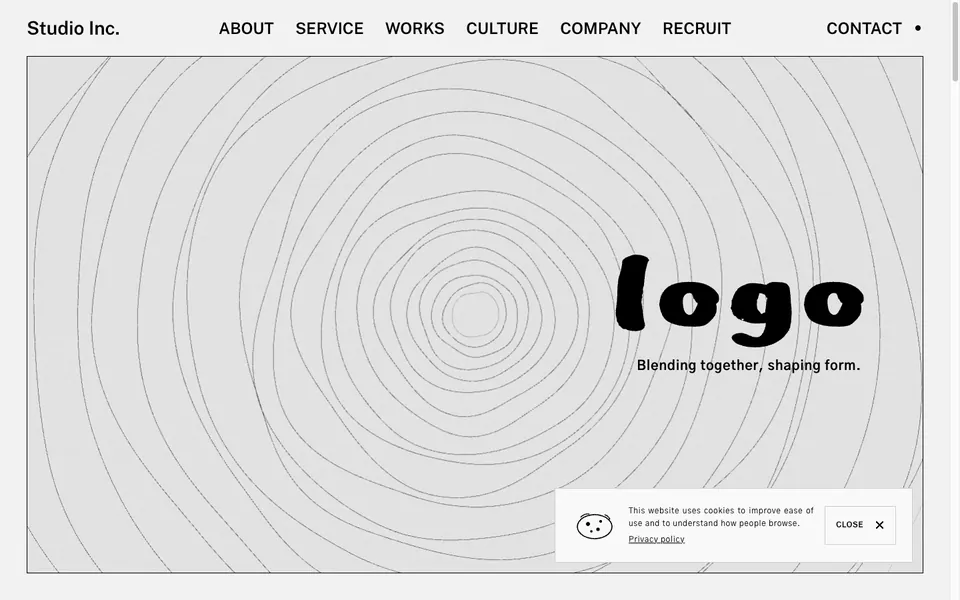 Studio Inc.
ABOUT SERVICE WORKS CULTURE COMPANY RECRUIT CONTACT
logo
Blending together, shaping form.
This website uses cookies to improve ease of
use and to understand how people browse.
Privacy policy
CLOSE